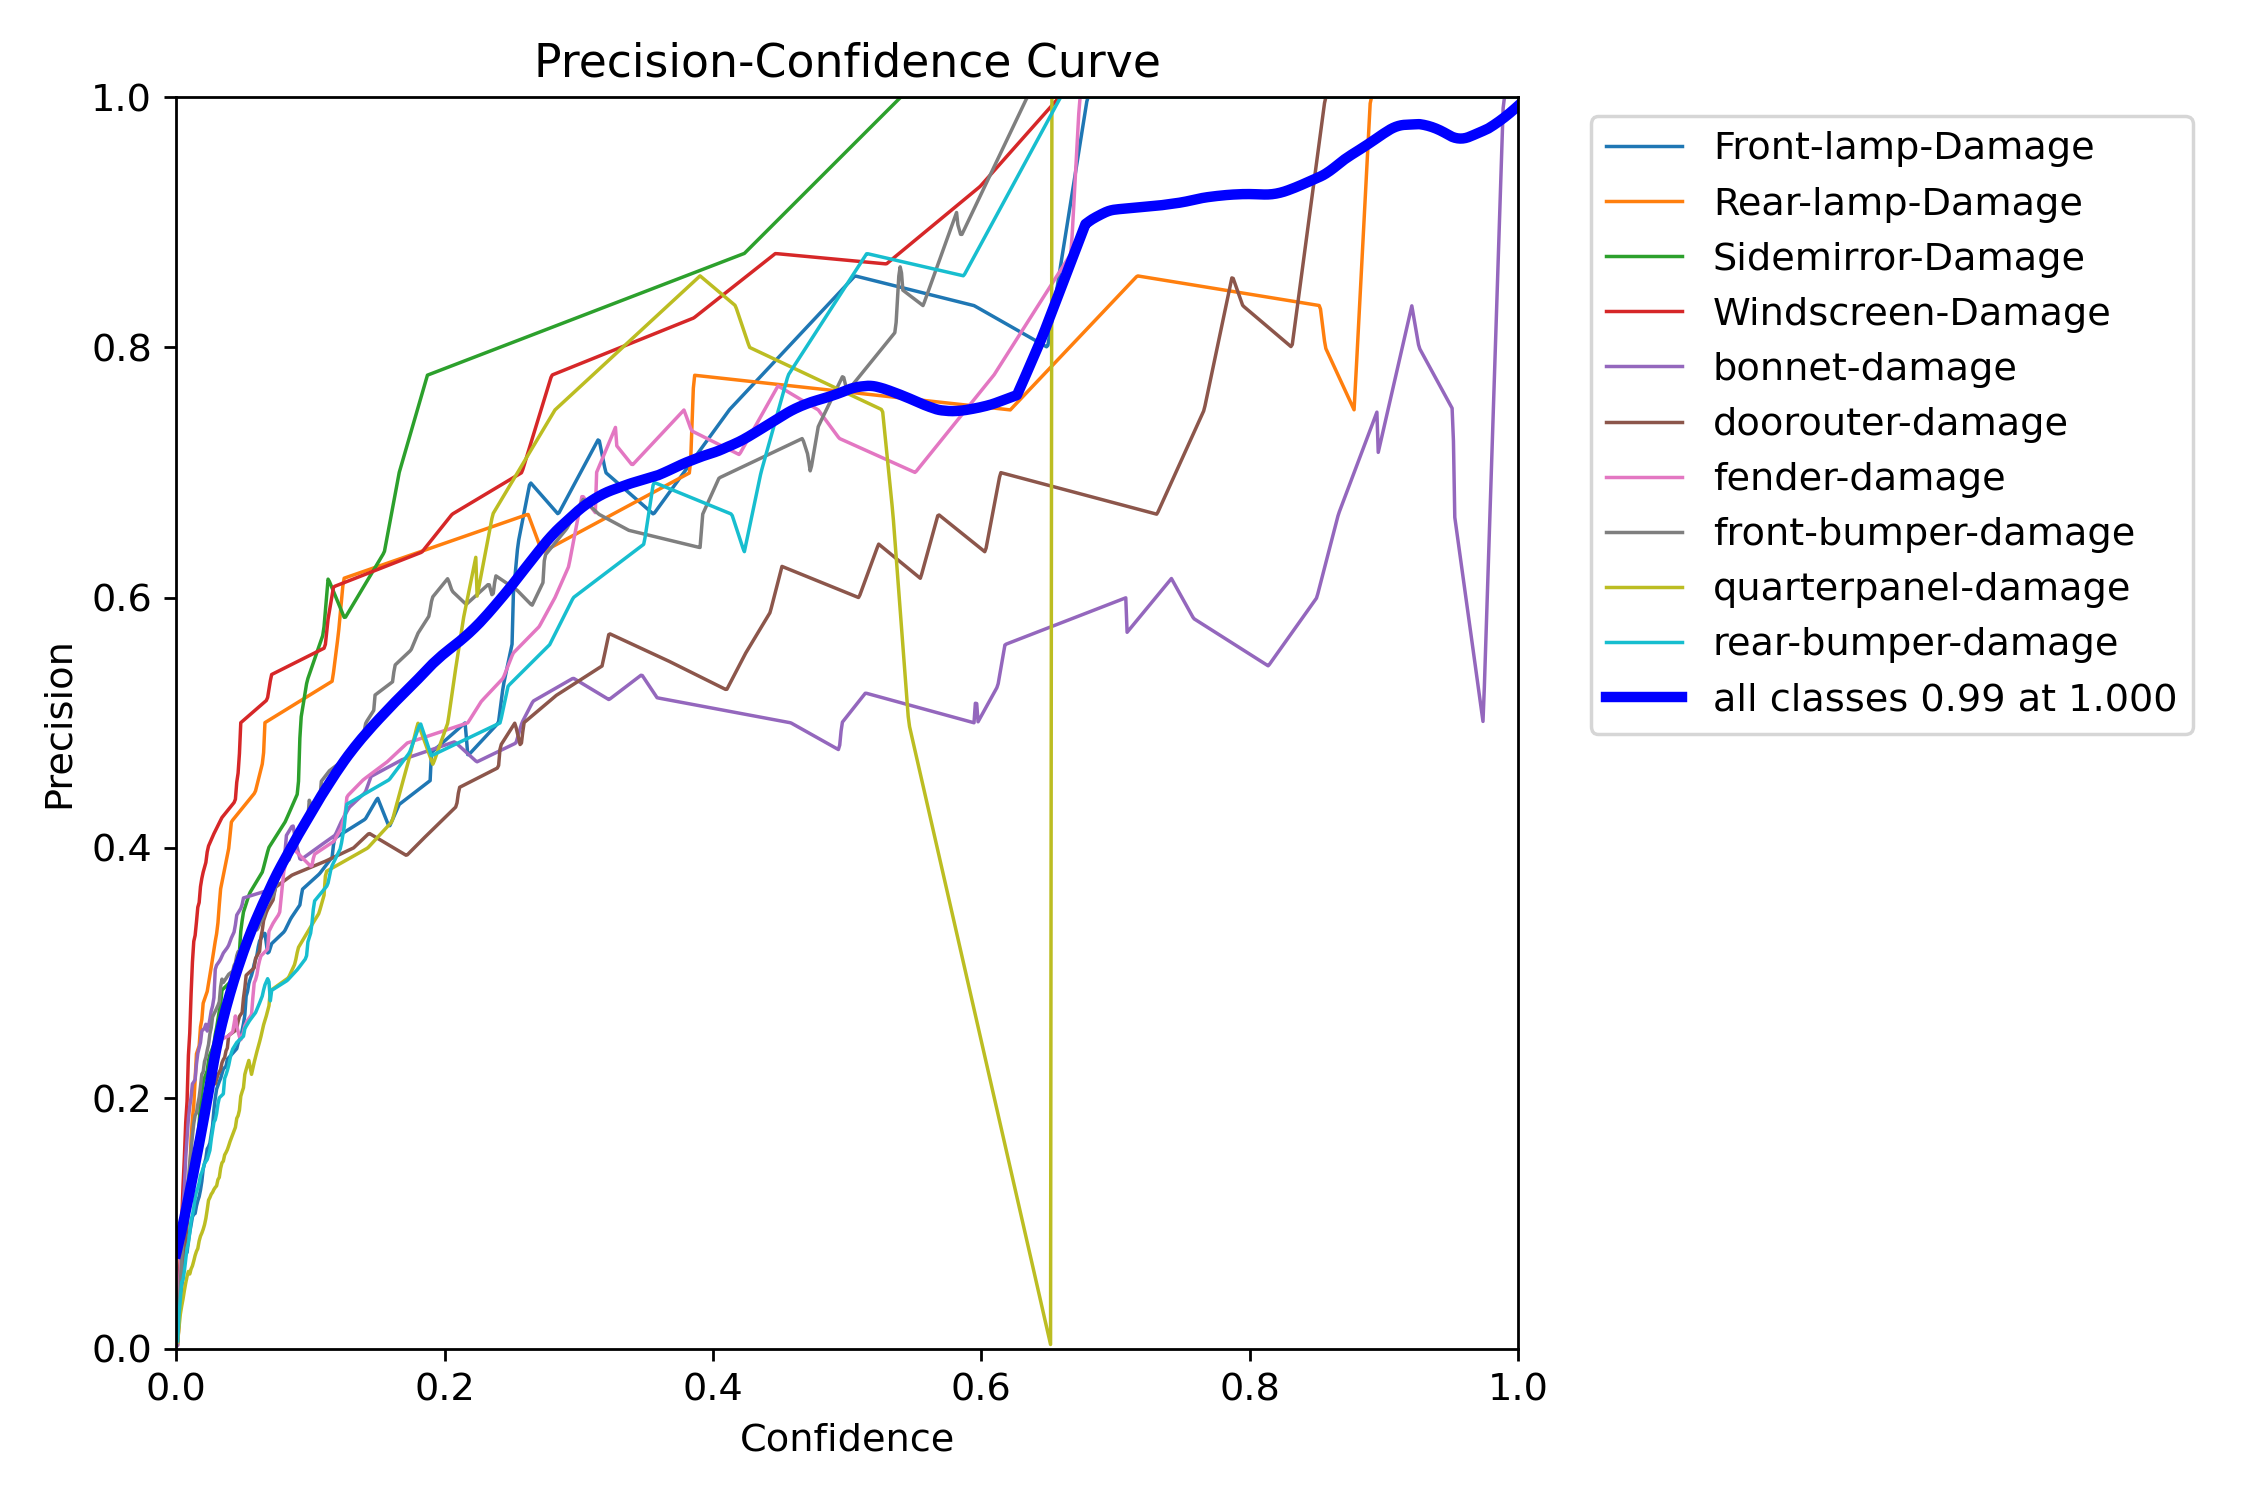 Precision-Confidence Curve
1.0
0.8
0.6
0.4
0.2
0.0
Precision
0.0 0.2 0.4 0.6 0.8 1.0
Confidence
Front-lamp-Damage
Rear-lamp-Damage
Sidemirror-Damage
Windscreen-Damage
bonnet-damage
doorouter-damage
fender-damage
front-bumper-damage
quarterpanel-damage
rear-bumper-damage
all classes 0.99 at 1.000